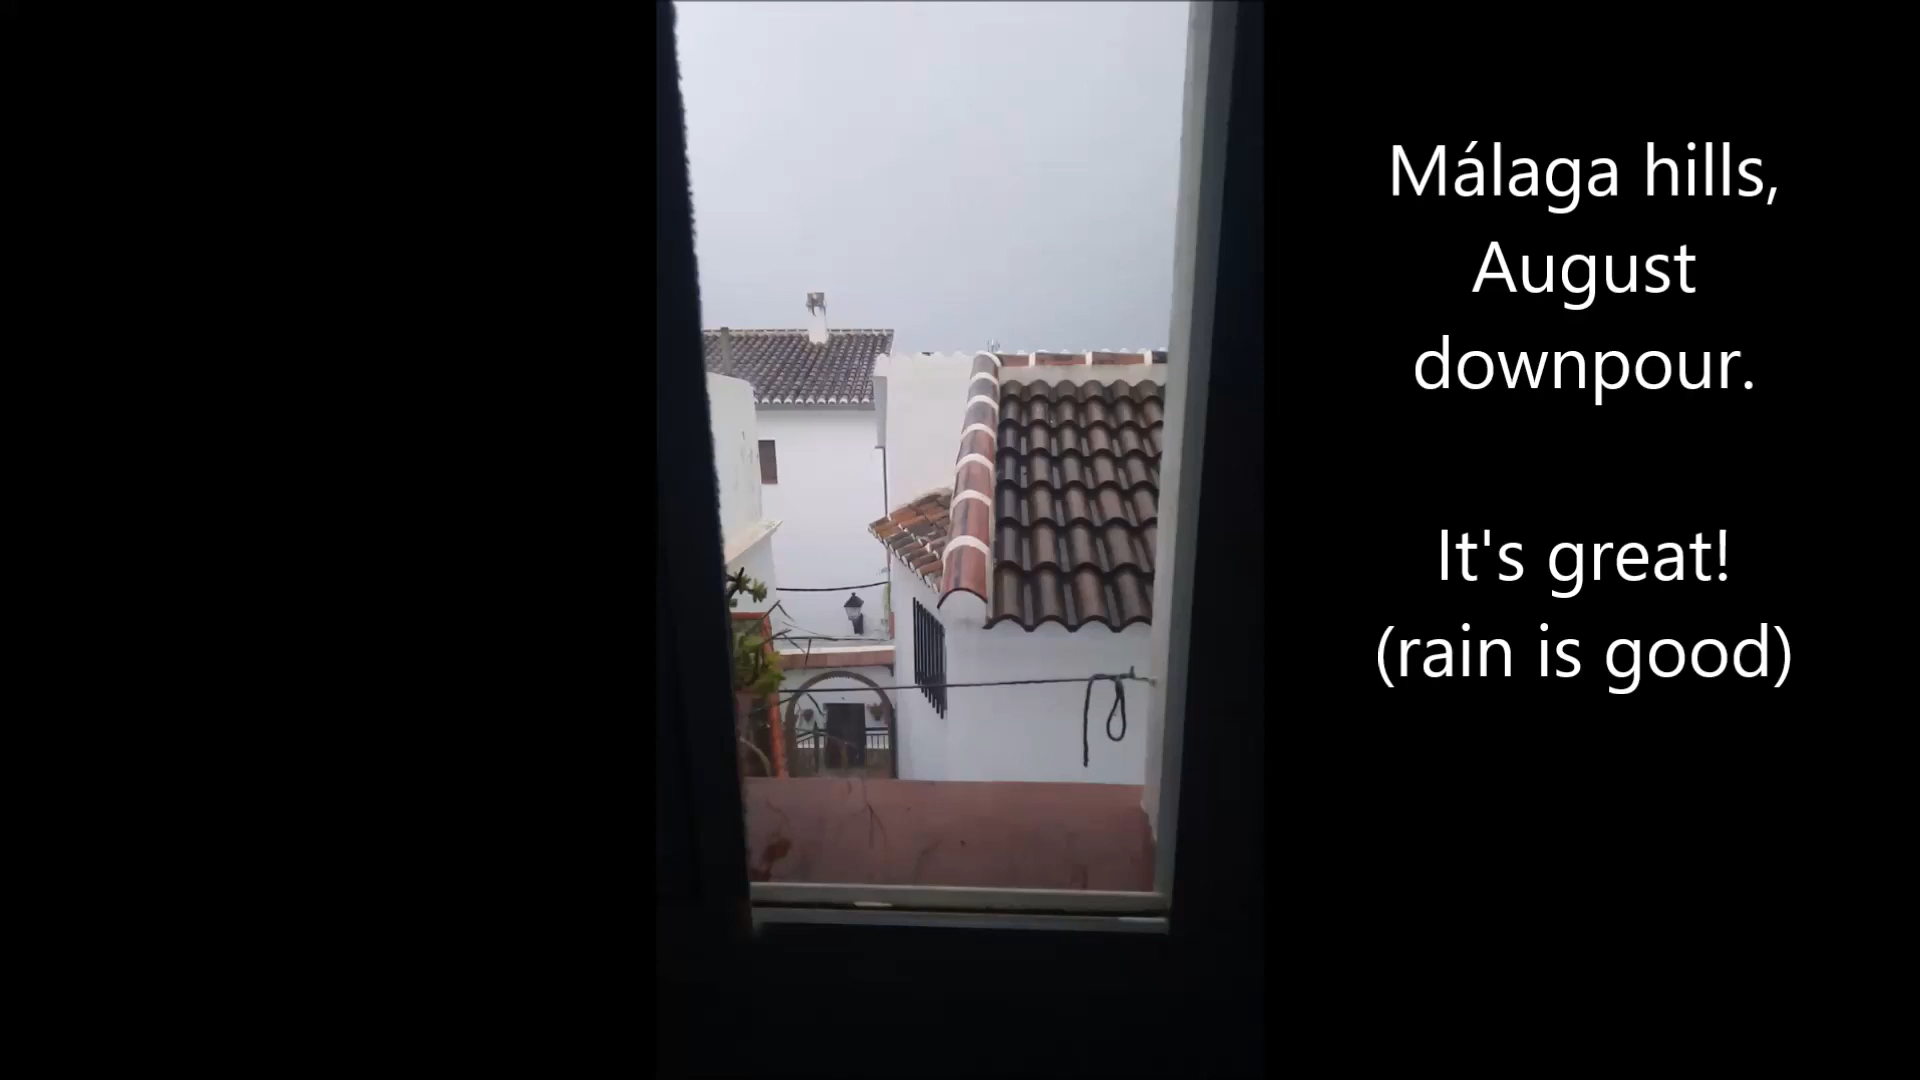 Málaga hills,
August
downpour.
It's great!
(rain is good)